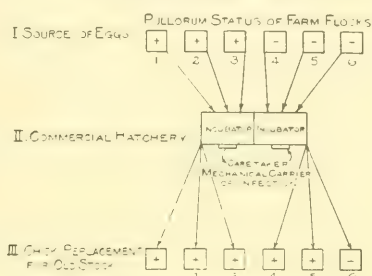 PULLORUM STATUS OF FARM FLOCKS
I SOURCE OF EGGS
+ + + - - -
1 2 3 4 5 6
II. COMMERCIAL HATCHERY
INCUBATOR INCUBATOR
CARETAKER
MECHANICAL CARRIER
OF INFECTION
III CHICK REPLACEMENT
FOR OLD STOCK
+ + + + + +